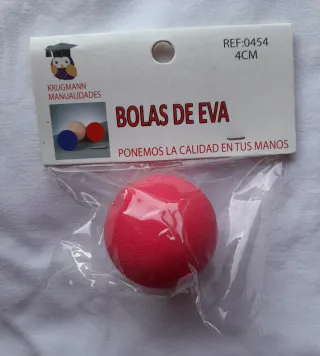 REF:0454
4CM
KRUGMANN
MANUALIDADES
BOLAS DE EVA
PONEMOS LA CALIDAD EN TUS MANOS